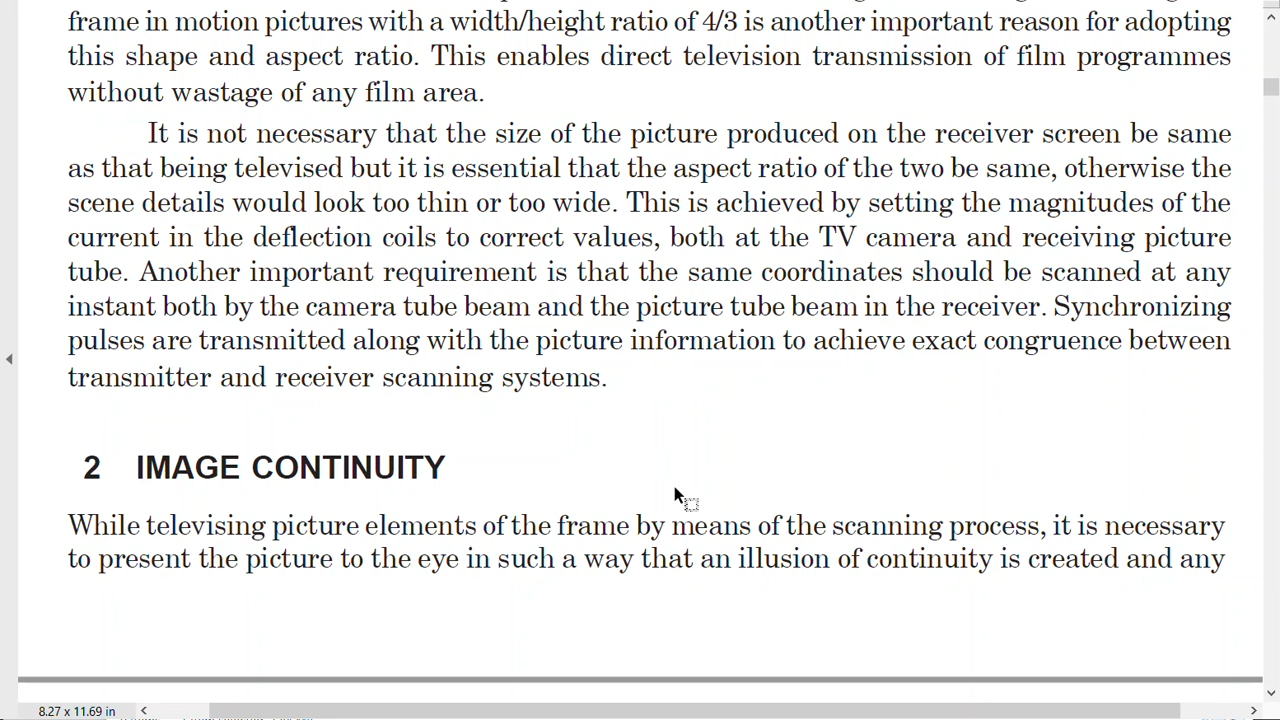 frame in motion pictures with a width/height ratio of 4/3 is another important reason for adopting
this shape and aspect ratio. This enables direct television transmission of film programmes
without wastage of any film area.
It is not necessary that the size of the picture produced on the receiver screen be same
as that being televised but it is essential that the aspect ratio of the two be same, otherwise the
scene details would look too thin or too wide. This is achieved by setting the magnitudes of the
current in the deflection coils to correct values, both at the TV camera and receiving picture
tube. Another important requirement is that the same coordinates should be scanned at any
instant both by the camera tube beam and the picture tube beam in the receiver. Synchronizing
pulses are transmitted along with the picture information to achieve exact congruence between
transmitter and receiver scanning systems.
2 IMAGE CONTINUITY
While televising picture elements of the frame by means of the scanning process, it is necessary
to present the picture to the eye in such a way that an illusion of continuity is created and any
8.27 x 11.69 in